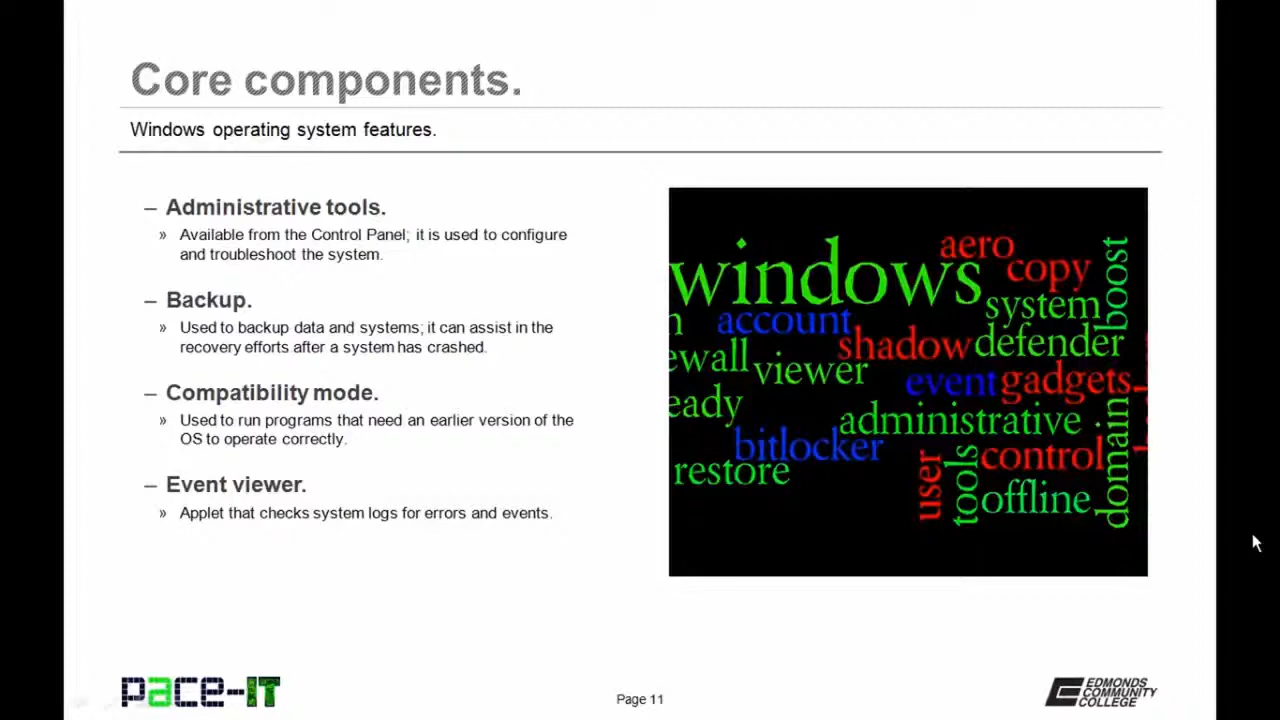 Core components.
Windows operating system features.
– Administrative tools.
» Available from the Control Panel; it is used to configure
and troubleshoot the system.
– Backup.
» Used to backup data and systems; it can assist in the
recovery efforts after a system has crashed.
– Compatibility mode.
» Used to run programs that need an earlier version of the
OS to operate correctly.
– Event viewer.
» Applet that checks system logs for errors and events.
windows
aero
copy
boost
system
account
shadow
defender
ewall
viewer
event
gadgets
eady
administrative
domain
bitlocker
restore
user
tools
control
offline
pace-IT
Page 11
EDMONDS
COMMUNITY
COLLEGE